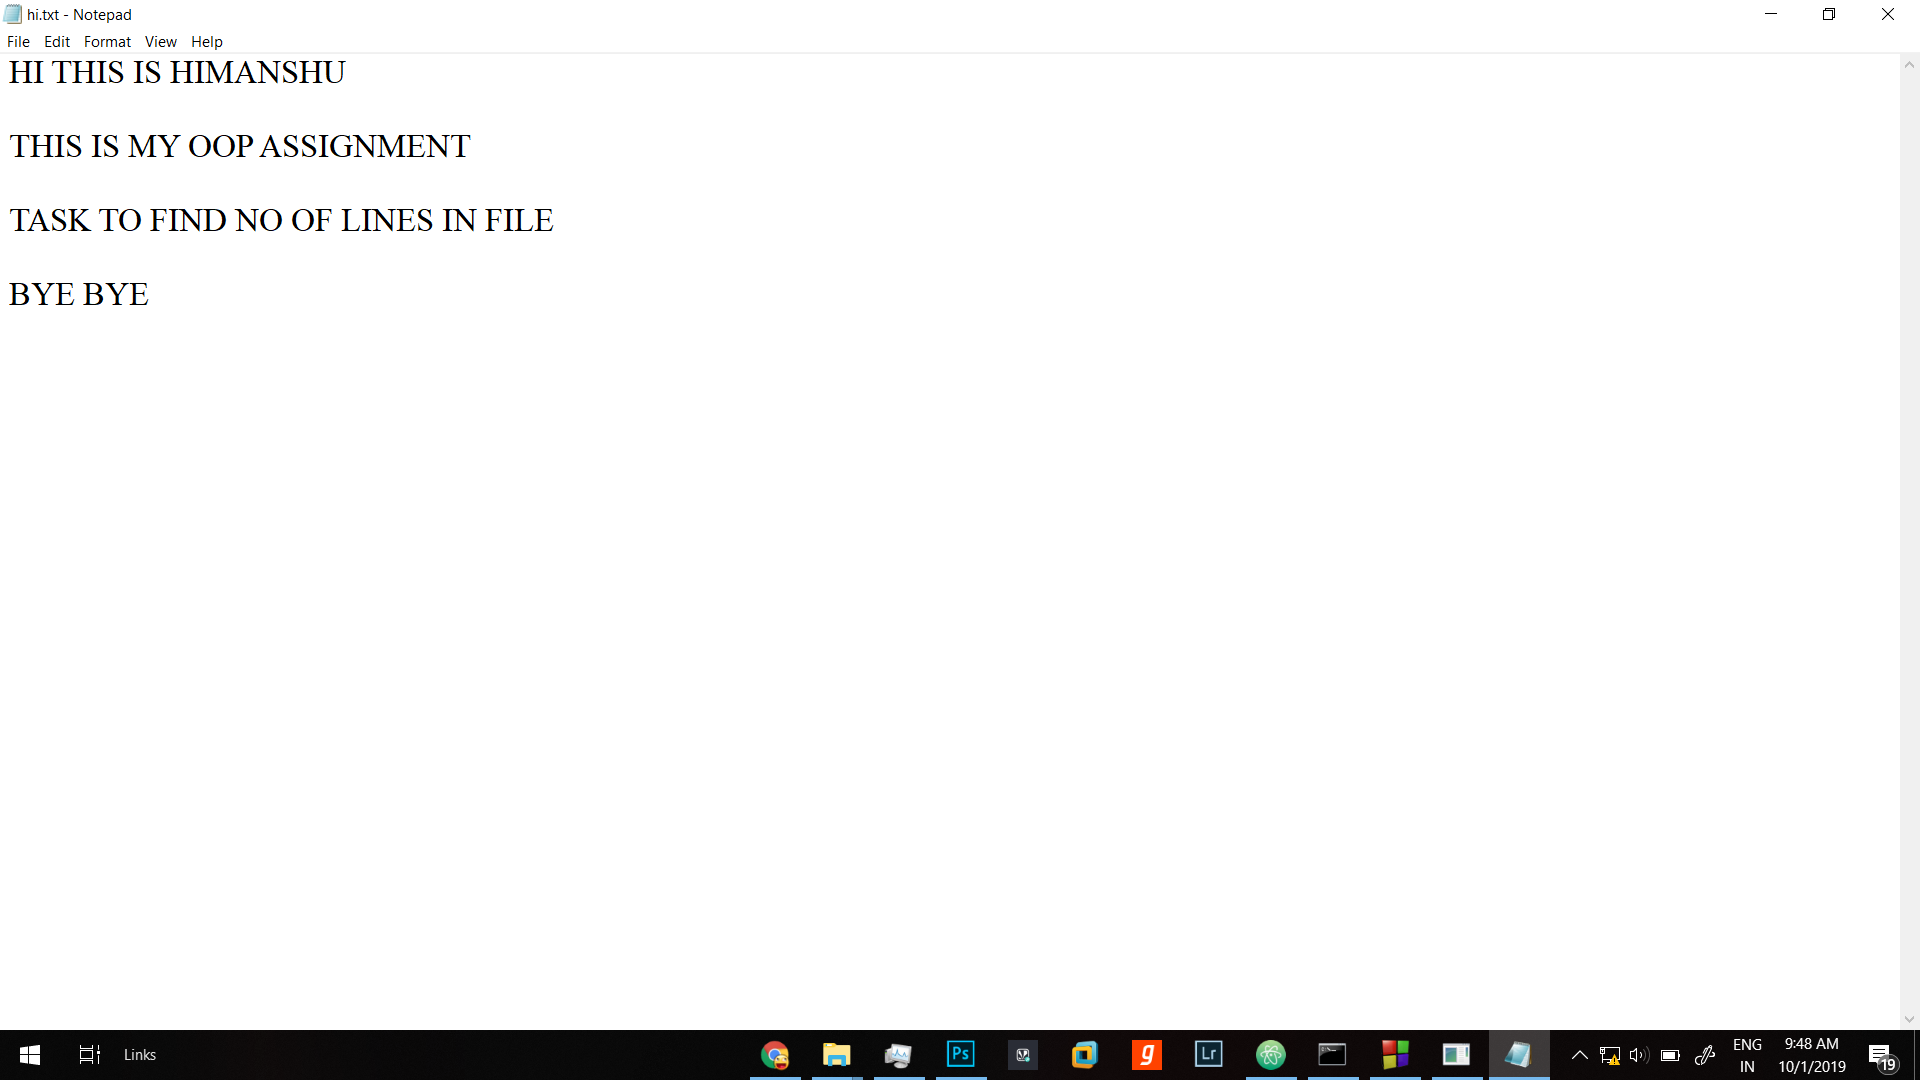 hi.txt - Notepad
File Edit Format View Help
HI THIS IS HIMANSHU
THIS IS MY OOP ASSIGNMENT
TASK TO FIND NO OF LINES IN FILE
BYE BYE
Links
Ps
g
Lr
ENG
IN
9:48 AM
10/1/2019
19